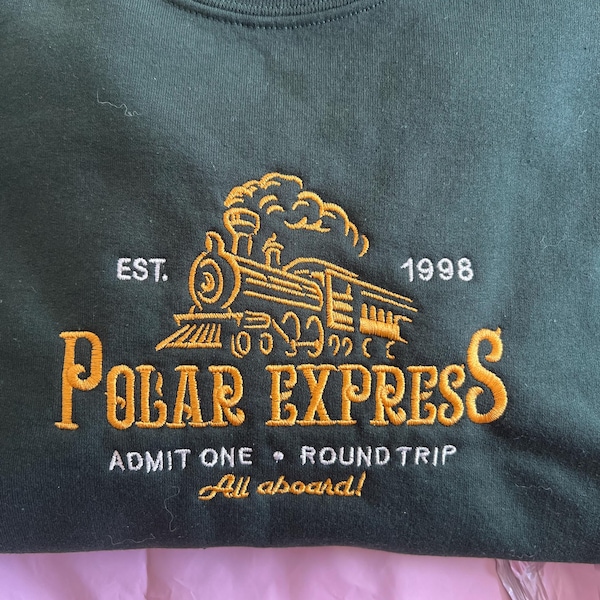 EST. 1998
POLAR EXPRESS
ADMIT ONE • ROUND TRIP
All aboard!